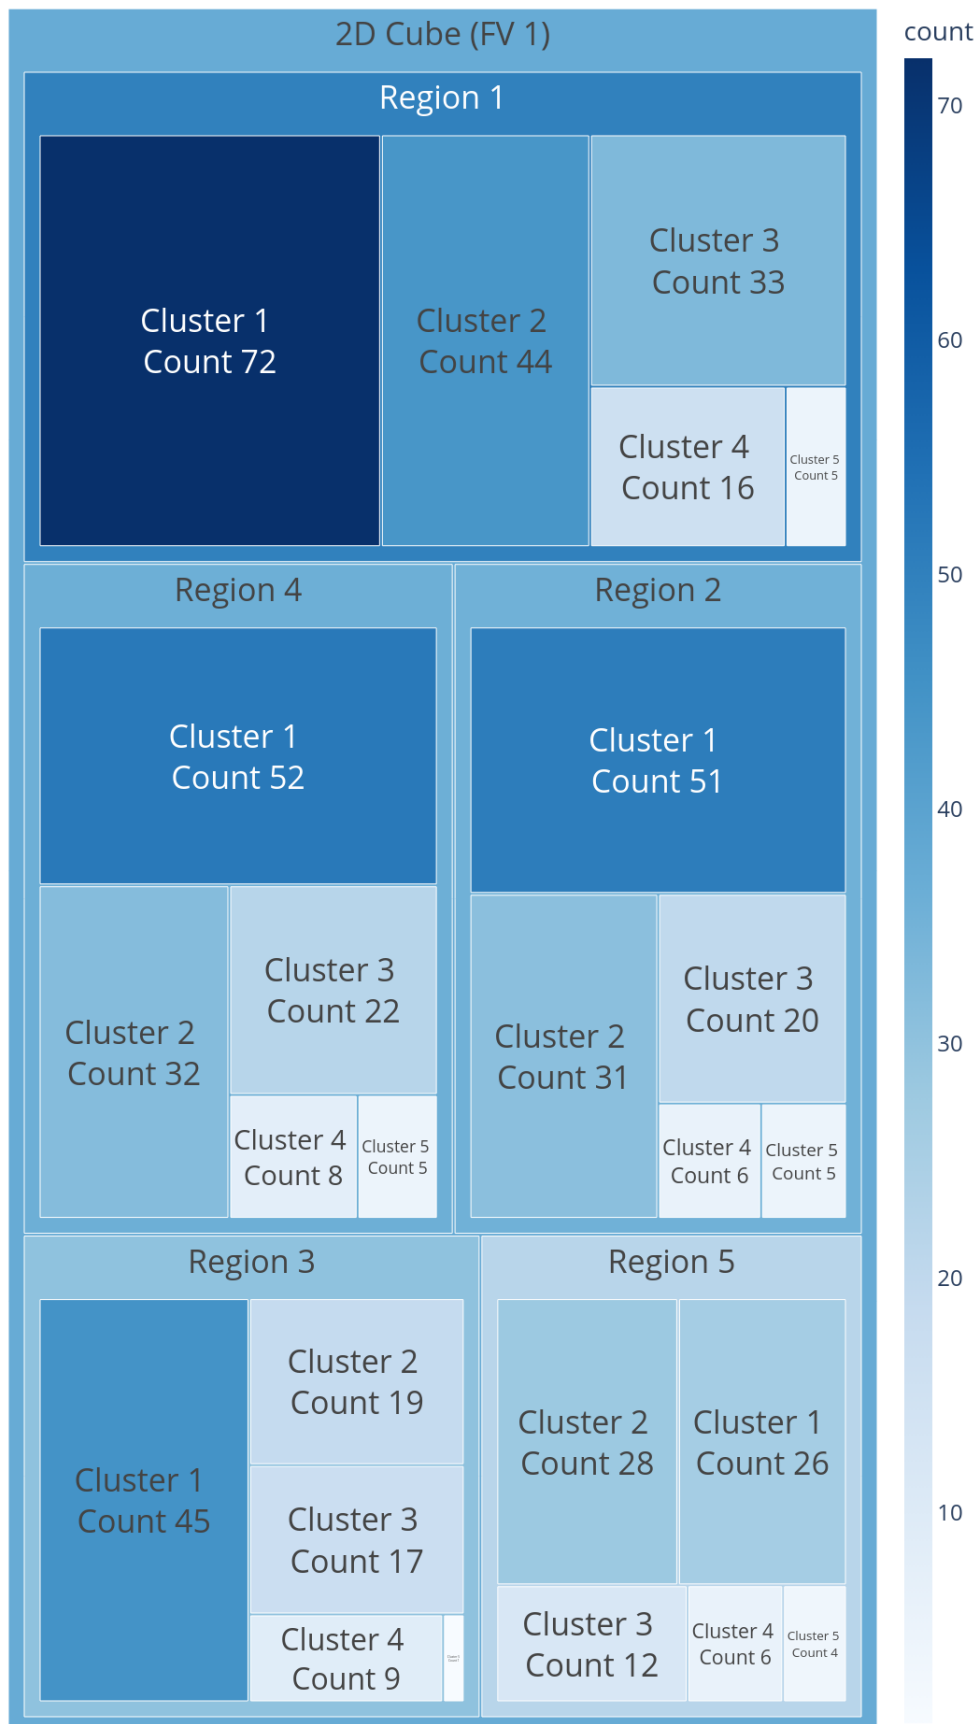 2D Cube (FV 1)
count
Region 1
Cluster 1
Count 72
Cluster 2
Count 44
Cluster 3
Count 33
Cluster 4
Count 16
Cluster 5
Count 5
Region 4
Cluster 1
Count 52
Cluster 2
Count 32
Cluster 3
Count 22
Cluster 4
Count 8
Cluster 5
Count 5
Region 2
Cluster 1
Count 51
Cluster 2
Count 31
Cluster 3
Count 20
Cluster 4
Count 6
Cluster 5
Count 5
Region 3
Cluster 1
Count 45
Cluster 2
Count 19
Cluster 3
Count 17
Cluster 4
Count 9
Region 5
Cluster 2
Count 28
Cluster 1
Count 26
Cluster 3
Count 12
Cluster 4
Count 6
Cluster 5
Count 4
70
60
50
40
30
20
10